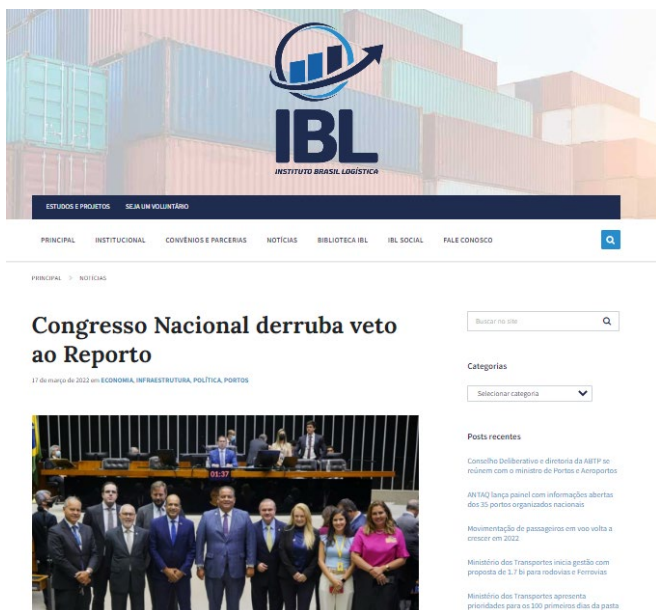 IBL
INSTITUTO BRASIL LOGÍSTICA
ESTUDOS E PROJETOS SEJA UM VOLUNTÁRIO
PRINCIPAL INSTITUCIONAL CONVÊNIOS E PARCERIAS NOTÍCIAS BIBLIOTECA IBL IBL SOCIAL FALE CONOSCO
PRINCIPAL > NOTÍCIAS
Congresso Nacional derruba veto
ao Reporto
17 de março de 2022 em ECONOMIA, INFRAESTRUTURA, POLÍTICA, PORTOS
01:37
Buscar no site
Categorias
Selecionar categoria
Posts recentes
Conselho Deliberativo e diretoria da ABTP se
reúnem com o ministro de Portos e Aeroportos
ANTAQ lança painel com informações abertas
dos 35 portos organizados nacionais
Movimentação de passageiros em voo volta a
crescer em 2022
Ministério dos Transportes inicia gestão com
proposta de 1.7 bi para rodovias e Ferrovias
Ministério dos Transportes apresenta
prioridades para os 100 primeiros dias da pasta